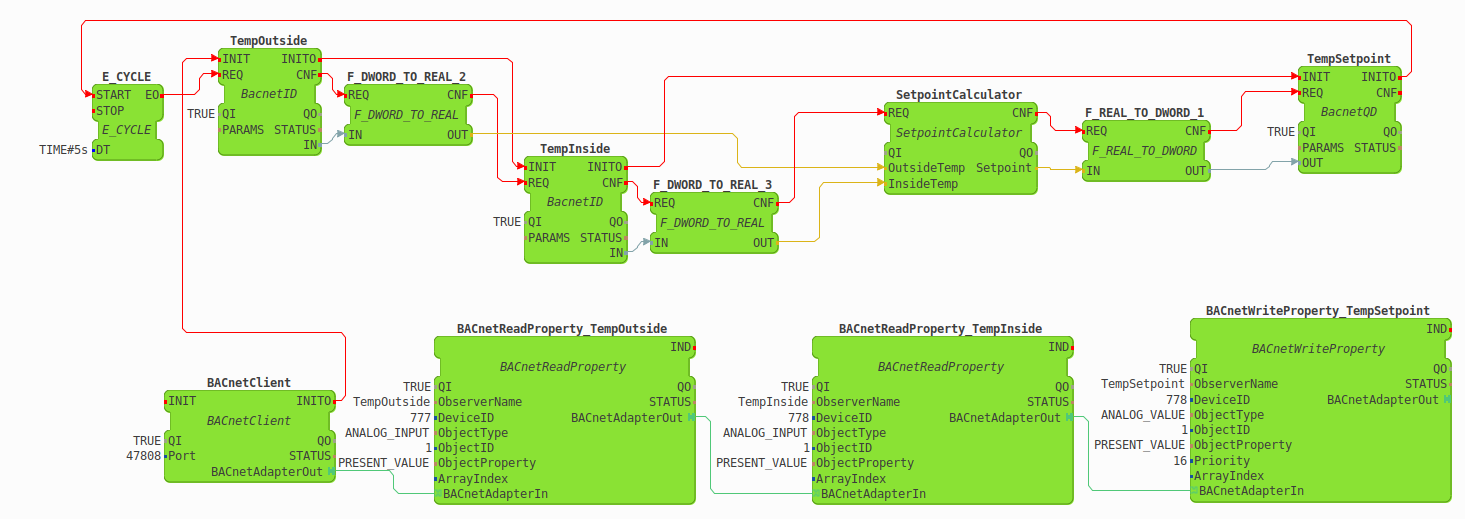 TempOutside
INIT INITO
REQ CNF
BacnetID
TRUE QI QO
PARAMS STATUS
IN
E_CYCLE
START EO
STOP
E_CYCLE
TIME#5s DT
F_DWORD_TO_REAL_2
REQ CNF
F_DWORD_TO_REAL
IN OUT
TempInside
INIT INITO
REQ CNF
BacnetID
TRUE QI QO
PARAMS STATUS
IN
F_DWORD_TO_REAL_3
REQ CNF
F_DWORD_TO_REAL
IN OUT
SetpointCalculator
REQ CNF
SetpointCalculator
QI QO
OutsideTemp Setpoint
InsideTemp
F_REAL_TO_DWORD_1
REQ CNF
F_REAL_TO_DWORD
IN OUT
TempSetpoint
INIT INITO
REQ CNF
BacnetQD
TRUE QI QO
PARAMS STATUS
OUT
BACnetClient
INIT INITO
BACnetClient
TRUE QI QO
47808 Port STATUS
BACnetAdapterOut
BACnetReadProperty_TempOutside
IND
BACnetReadProperty
TRUE QI QO
TempOutside ObserverName STATUS
777 DeviceID BACnetAdapterOut
ANALOG_INPUT ObjectType
1 ObjectID
PRESENT_VALUE ObjectProperty
ArrayIndex
BACnetAdapterIn
BACnetReadProperty_TempInside
IND
BACnetReadProperty
TRUE QI QO
TempInside ObserverName STATUS
778 DeviceID BACnetAdapterOut
ANALOG_INPUT ObjectType
1 ObjectID
PRESENT_VALUE ObjectProperty
ArrayIndex
BACnetAdapterIn
BACnetWriteProperty_TempSetpoint
IND
BACnetWriteProperty
TRUE QI QO
TempSetpoint ObserverName STATUS
778 DeviceID BACnetAdapterOut
ANALOG_VALUE ObjectType
1 ObjectID
PRESENT_VALUE ObjectProperty
16 Priority
ArrayIndex
BACnetAdapterIn